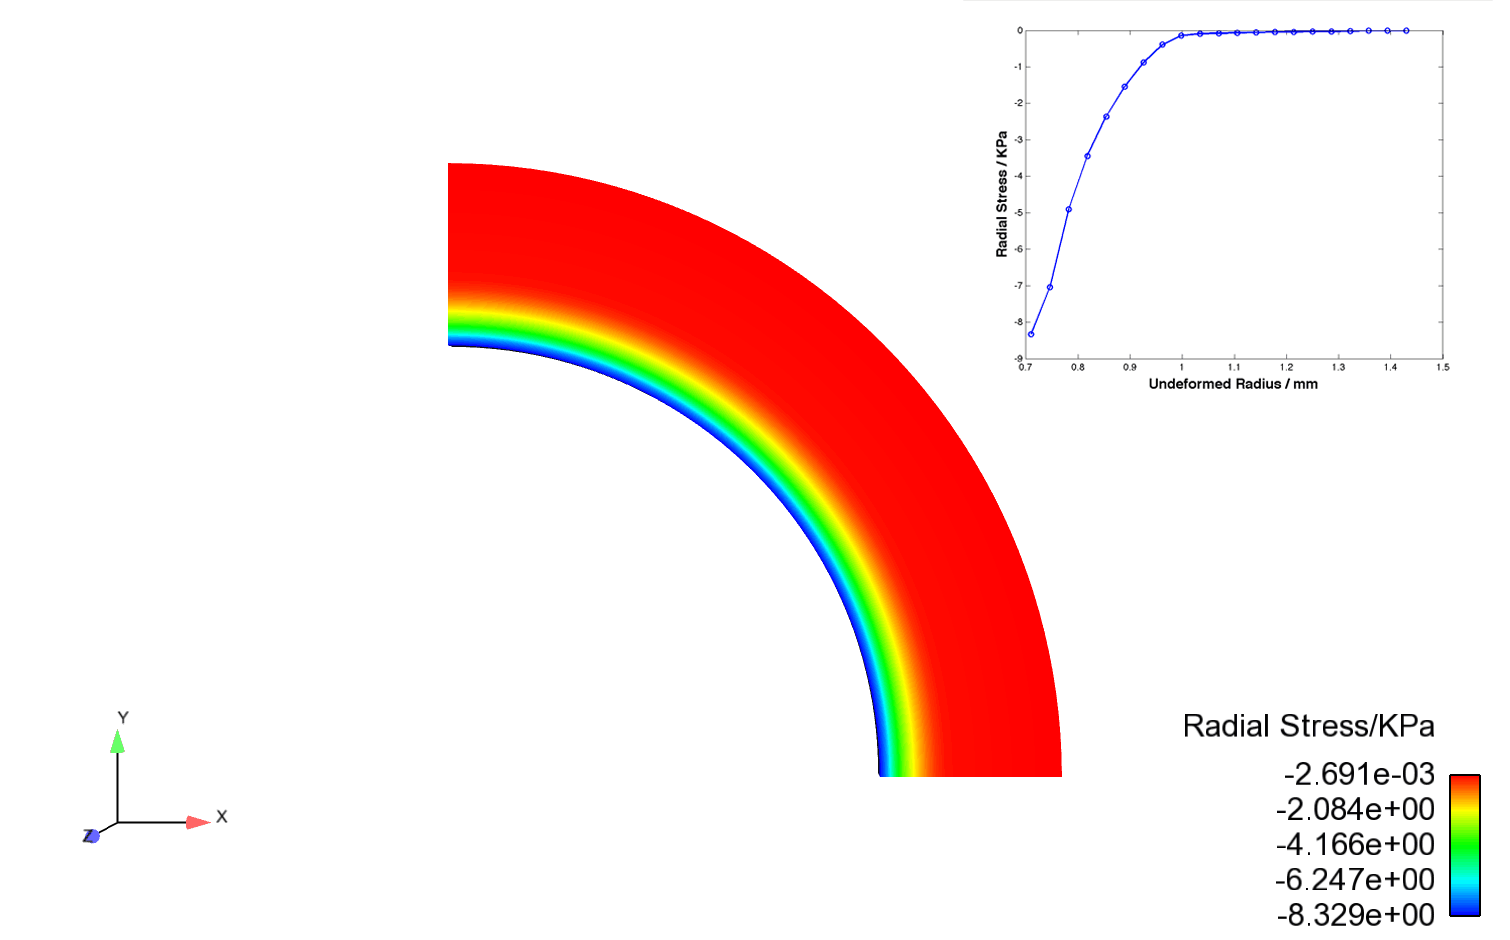 0
-1
-2
-3
-4
-5
-6
-7
-8
-9
0.7 0.8 0.9 1 1.1 1.2 1.3 1.4 1.5
Radial Stress / KPa
Undeformed Radius / mm
Y
X
Z
Radial Stress/KPa
-2.691e-03
-2.084e+00
-4.166e+00
-6.247e+00
-8.329e+00